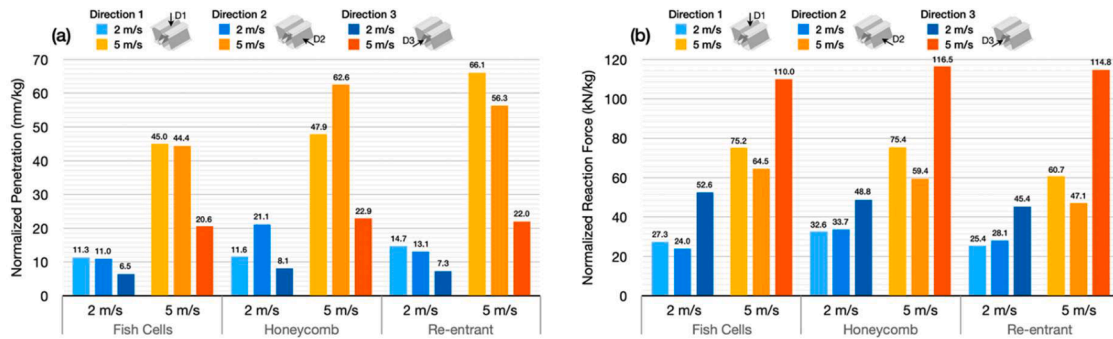 (a)
Direction 1
2 m/s
5 m/s
D1
Direction 2
2 m/s
5 m/s
D2
Direction 3
2 m/s
5 m/s
D3
Normalized Penetration (mm/kg)
70
60
50
40
30
20
10
0
11.3 11.0 6.5 45.0 44.4 20.6
11.6 21.1 8.1 47.9 62.6 22.9
14.7 13.1 7.3 66.1 56.3 22.0
2 m/s 5 m/s 2 m/s 5 m/s 2 m/s 5 m/s
Fish Cells Honeycomb Re-entrant
(b)
Direction 1
2 m/s
5 m/s
D1
Direction 2
2 m/s
5 m/s
D2
Direction 3
2 m/s
5 m/s
D3
Normalized Reaction Force (kN/kg)
120
100
80
60
40
20
0
27.3 24.0 52.6 75.2 64.5 110.0
32.6 33.7 48.8 75.4 59.4 116.5
25.4 28.1 45.4 60.7 47.1 114.8
2 m/s 5 m/s 2 m/s 5 m/s 2 m/s 5 m/s
Fish Cells Honeycomb Re-entrant